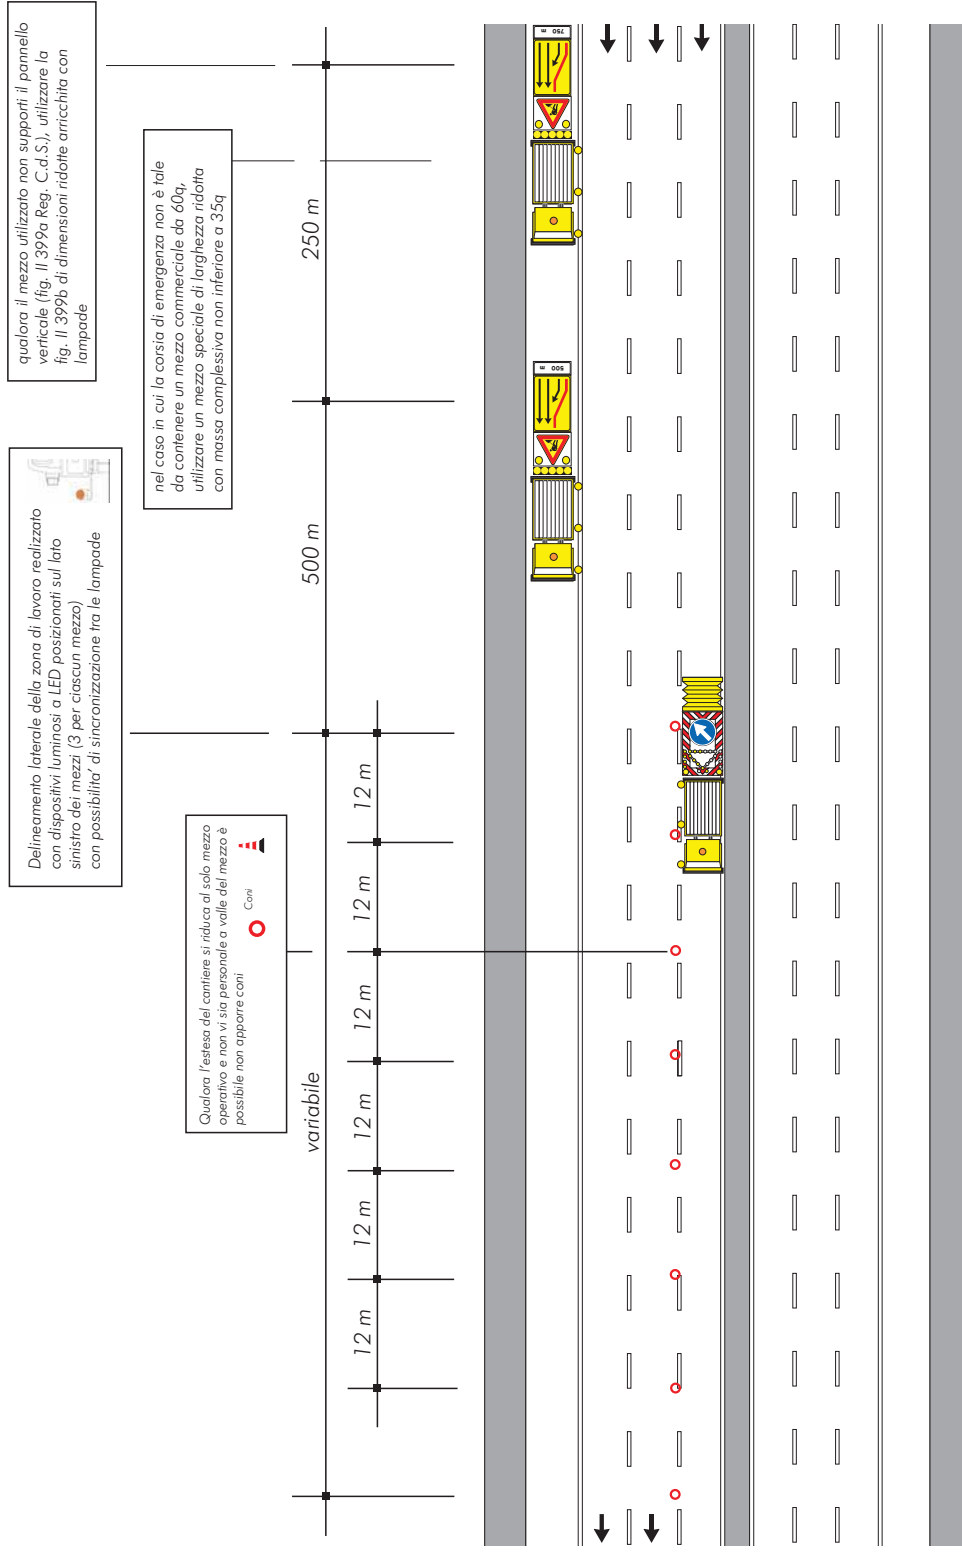 qualora il mezzo utilizzato non supporti il pannello
verticale (fig. II 399a Reg. C.d.S.), utilizzare la
fig. II 399b di dimensioni ridotte arricchita con
lampade
nel caso in cui la corsia di emergenza non è tale
da contenere un mezzo commerciale da 60q,
utilizzare un mezzo speciale di larghezza ridotta
con massa complessiva non inferiore a 35q
Delineamento laterale della zona di lavoro realizzato
con dispositivi luminosi a LED posizionati sul lato
sinistro dei mezzi (3 per ciascun mezzo)
con possibilita' di sincronizzazione tra le lampade
Qualora l'estesa del cantiere si riduca al solo mezzo
operativo e non vi sia personale a valle del mezzo è
possibile non apporre coni
Coni
250 m
500 m
variabile
12 m
12 m
12 m
12 m
12 m
12 m
750 m
500 m